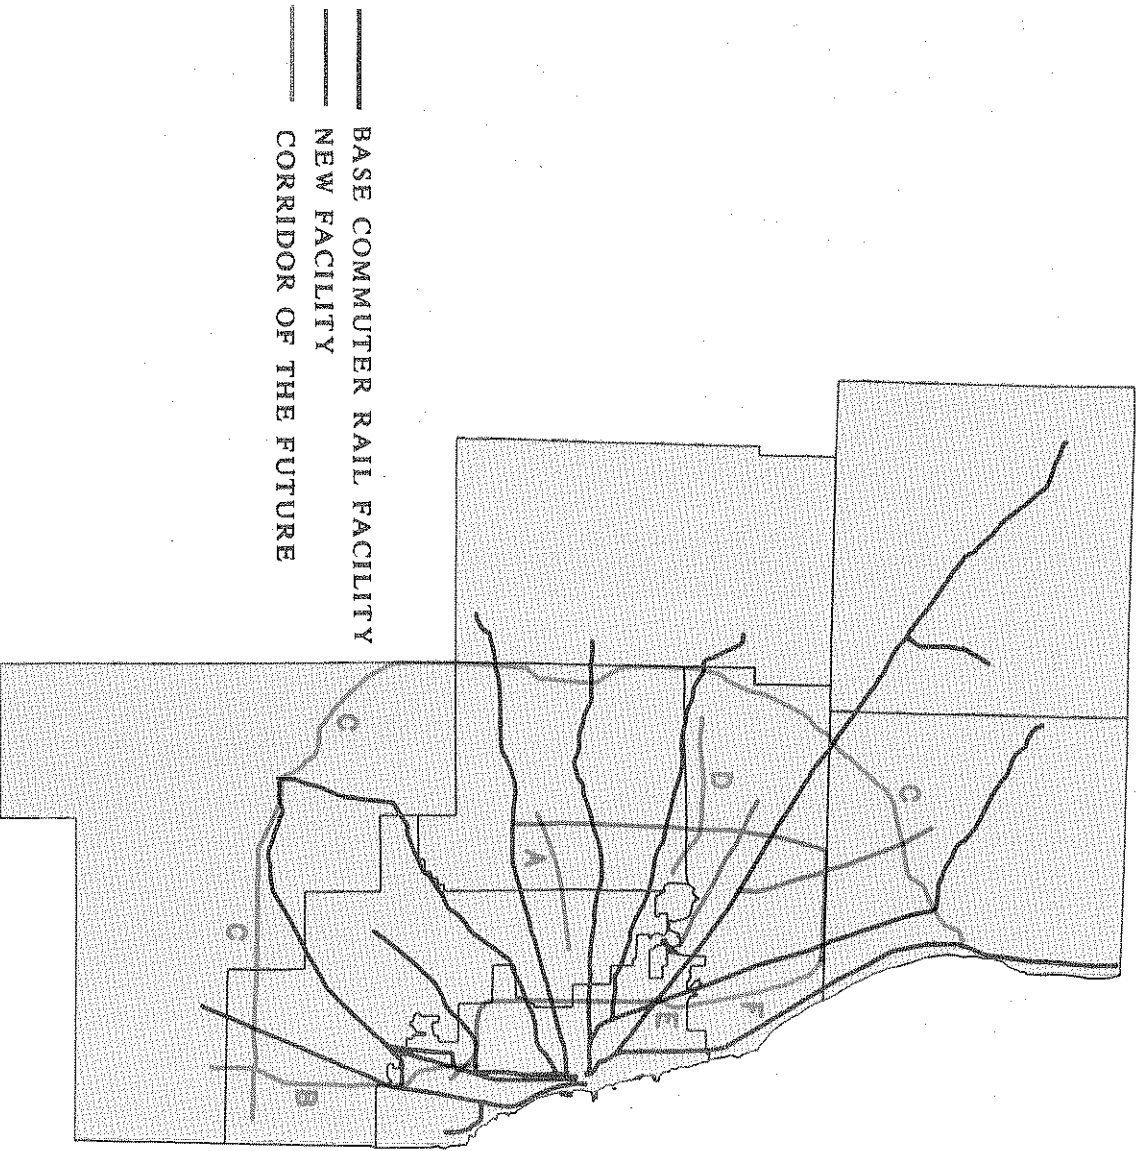 BASE COMMUTER RAIL FACILITY
NEW FACILITY
CORRIDOR OF THE FUTURE
C
D
C
A
C
E
F
B